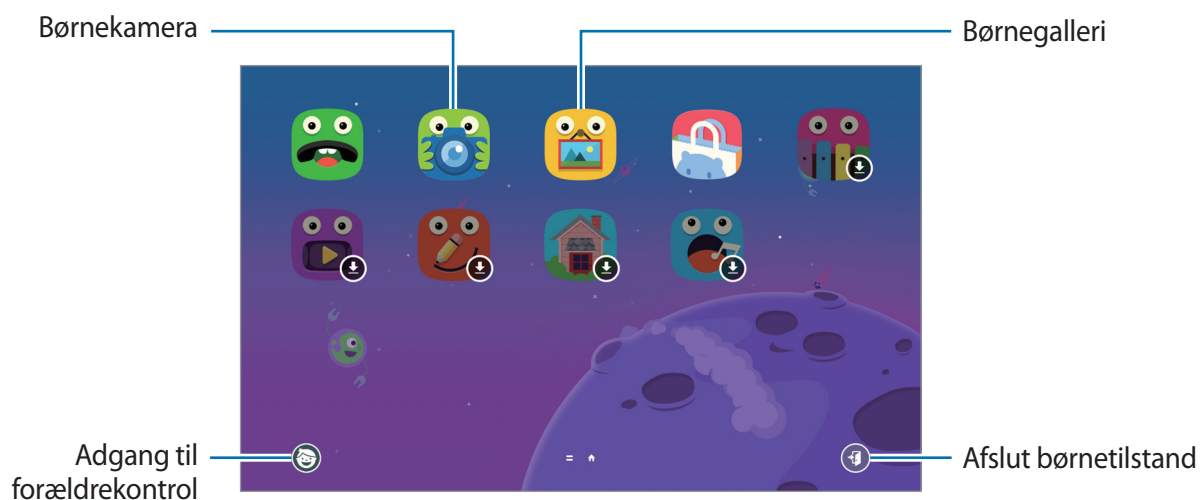 Børnekamera
Børnegalleri
Adgang til
forældrekontrol
Afslut børnetilstand